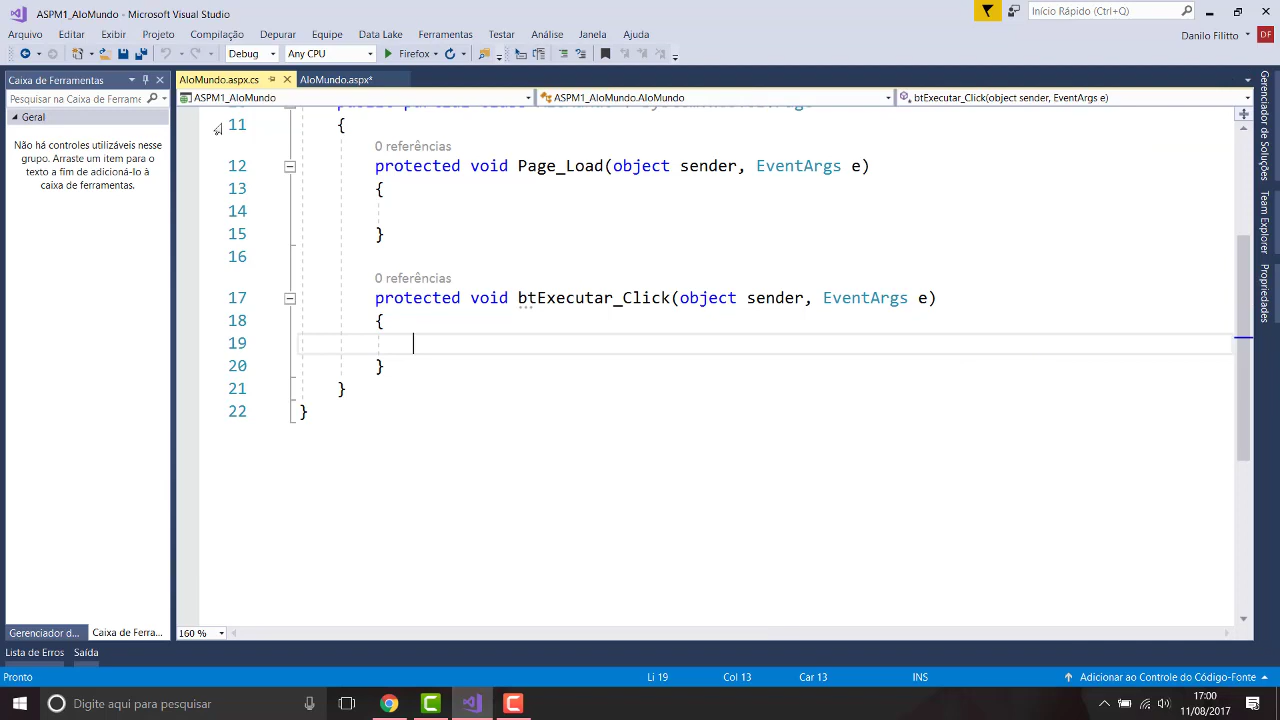 ASPM1_AloMundo - Microsoft Visual Studio
Início Rápido (Ctrl+Q)
Arquivo Editar Exibir Projeto Compilação Depurar Equipe Data Lake Ferramentas Testar Análise Janela Ajuda
Danilo Filitto DF
Debug Any CPU Firefox
Caixa de Ferramentas
AloMundo.aspx.cs AloMundo.aspx*
Pesquisar na Caixa de Ferrame
ASPM1_AloMundo ASPM1_AloMundo.AloMundo btExecutar_Click(object sender, EventArgs e)
Geral
Não há controles utilizáveis nesse
grupo. Arraste um item para o
texto a fim de adicioná-lo à
caixa de ferramentas.
11 {
0 referências
12 protected void Page_Load(object sender, EventArgs e)
13 {
14
15 }
16
0 referências
17 protected void btExecutar_Click(object sender, EventArgs e)
18 {
19
20 }
21 }
22 }
Gerenciador de Soluções
Team Explorer
Propriedades
160 %
Gerenciador d... Caixa de Ferra...
Lista de Erros Saída
Pronto Li 19 Col 13 Car 13 INS Adicionar ao Controle do Código-Fonte
Digite aqui para pesquisar
17:00
11/08/2017